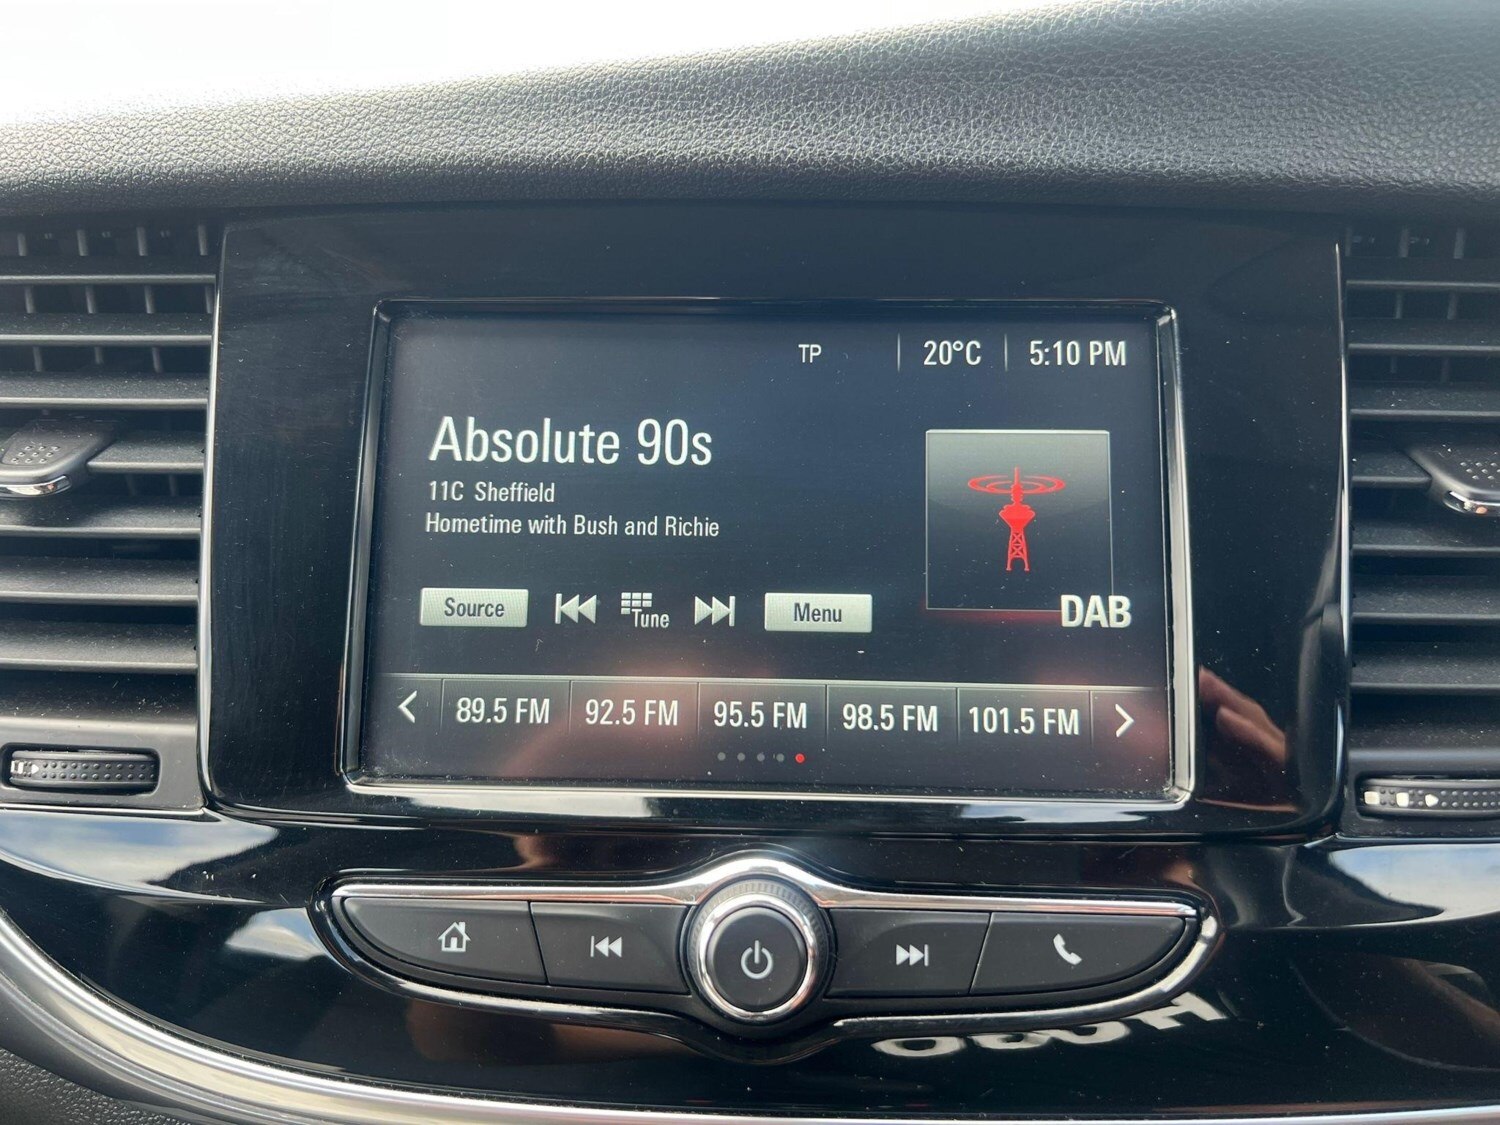 TP 20°C 5:10 PM
Absolute 90s
11C Sheffield
Hometime with Bush and Richie
DAB
Source Tune Menu
89.5 FM 92.5 FM 95.5 FM 98.5 FM 101.5 FM